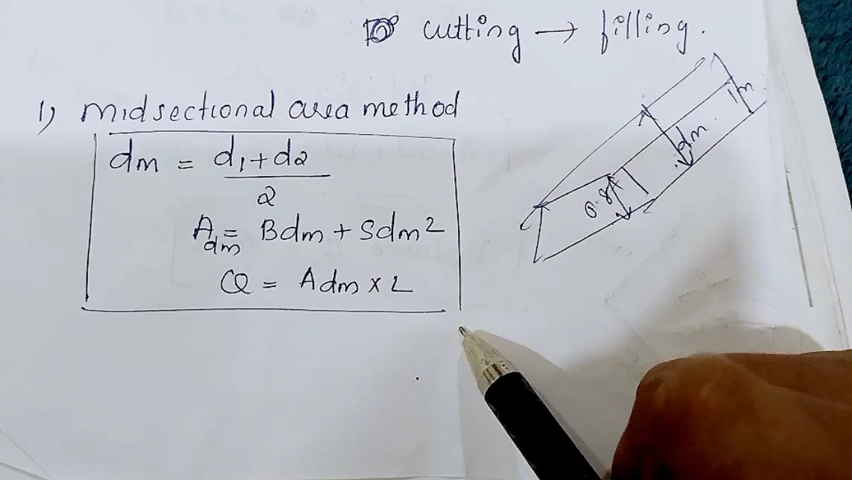 cutting → filling.
1) midsectional area method
dm = d1+d2
2
Adm = Bdm + Sdm2
Q = Adm × L
0.8
dm.
1m